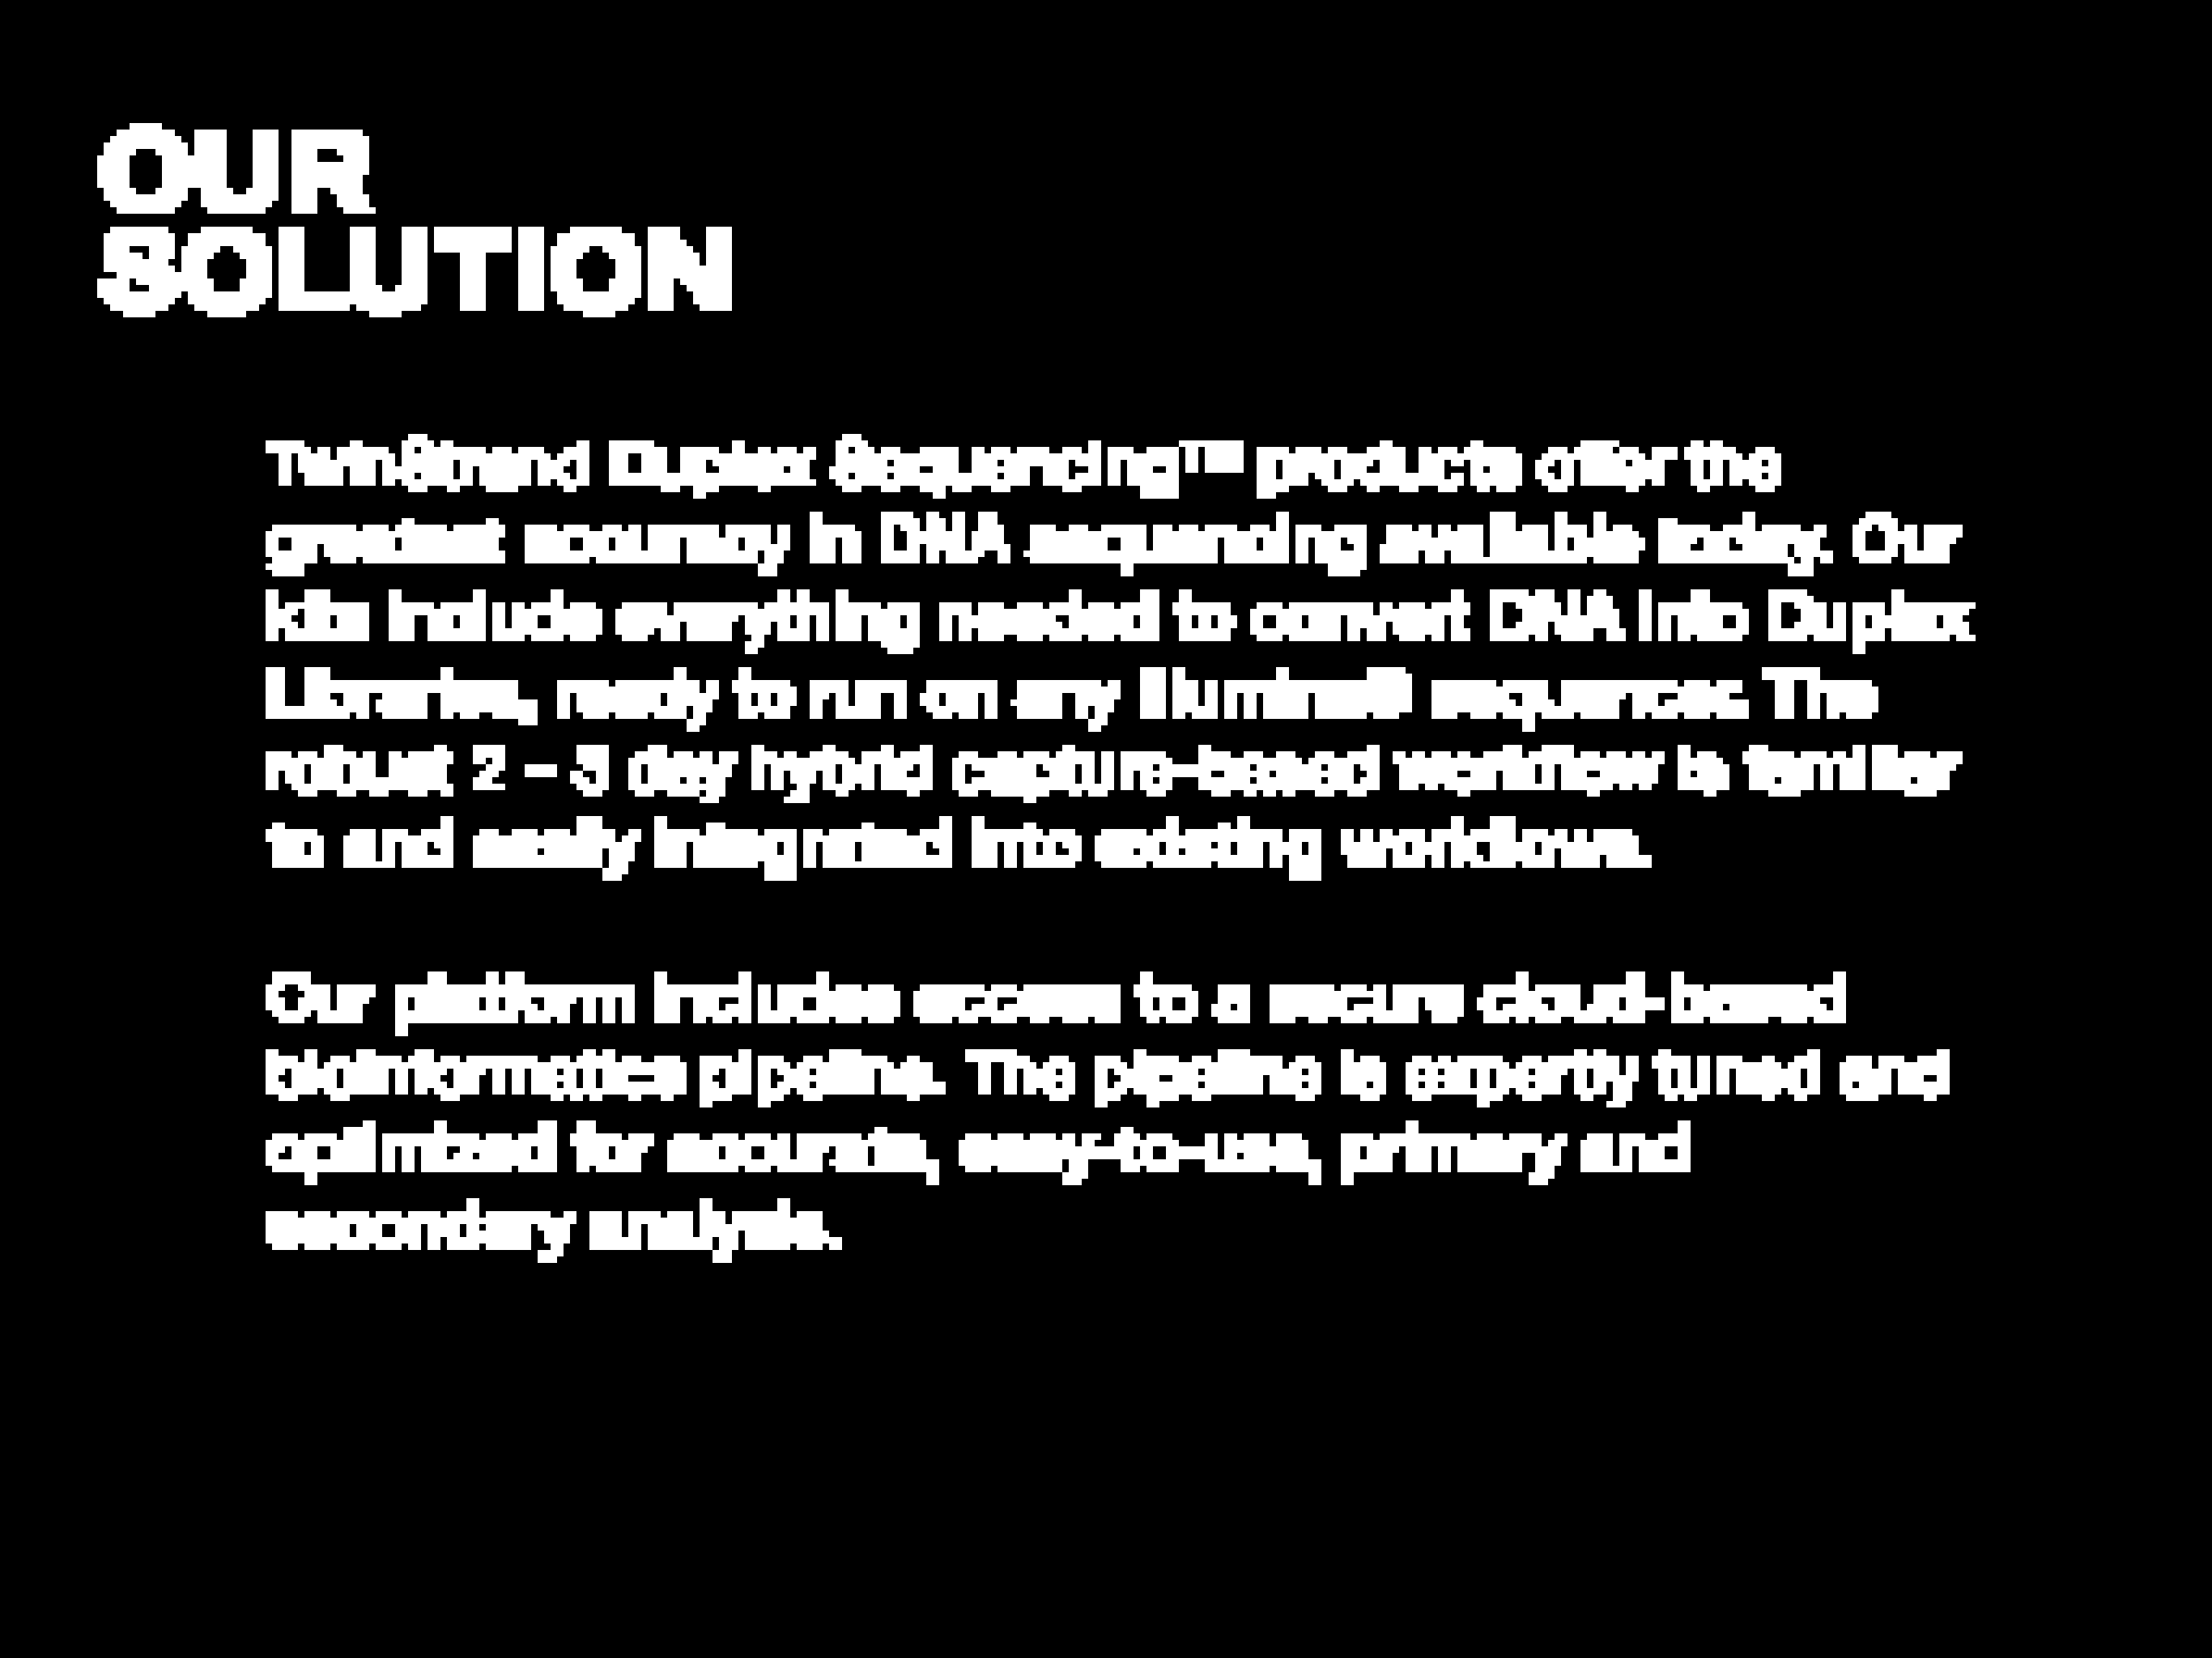 OUR
SOLUTION
TwinStrand Duplex Sequencing™ products offer the
greatest accuracy in DNA sequencing available today. Our
kits include everything needed to convert DNA into Duplex
Libraries, ready to run on any Illumina® sequencer. The
robust 2 – 3 day hybrid capture-based workflow is familiar
to and easily integrated into existing workflows.
Our platform includes access to a secure cloud-based
bioinformatics pipeline. The pipeline is expertly tuned and
optimized for accurate, easy-to-use, primary and
secondary analysis.